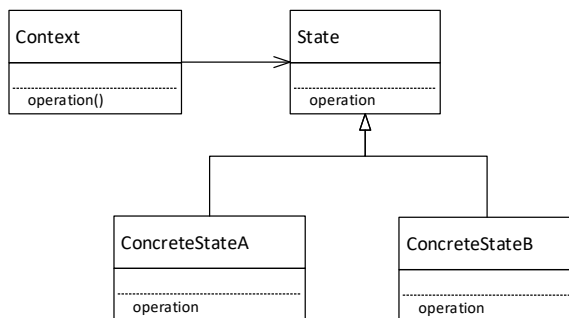 Context
State
operation()
operation
ConcreteStateA
ConcreteStateB
operation
operation